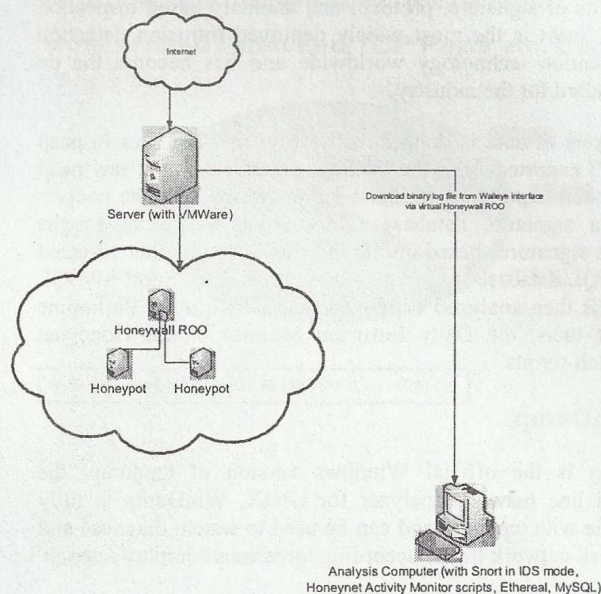 Internet
Server (with VMWare)
Download binary log file from Walleye interface
via virtual Honeywall ROO
Honeywall ROO
Honeypot
Honeypot
Analysis Computer (with Snort in IDS mode,
Honeynet Activity Monitor scripts, Ethereal, MySQL)